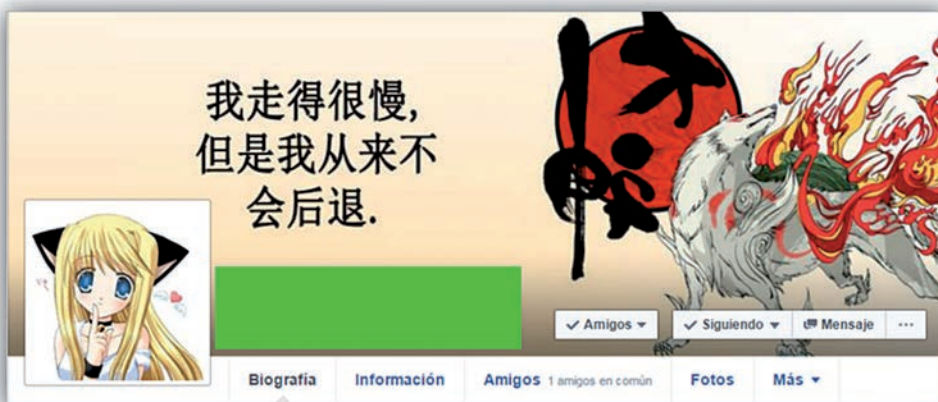 我走得很慢,
但是我从来不
会后退.
✓ Amigos ▾
✓ Siguiendo ▾
Mensaje
...
Biografía
Información
Amigos 1 amigos en común
Fotos
Más ▾